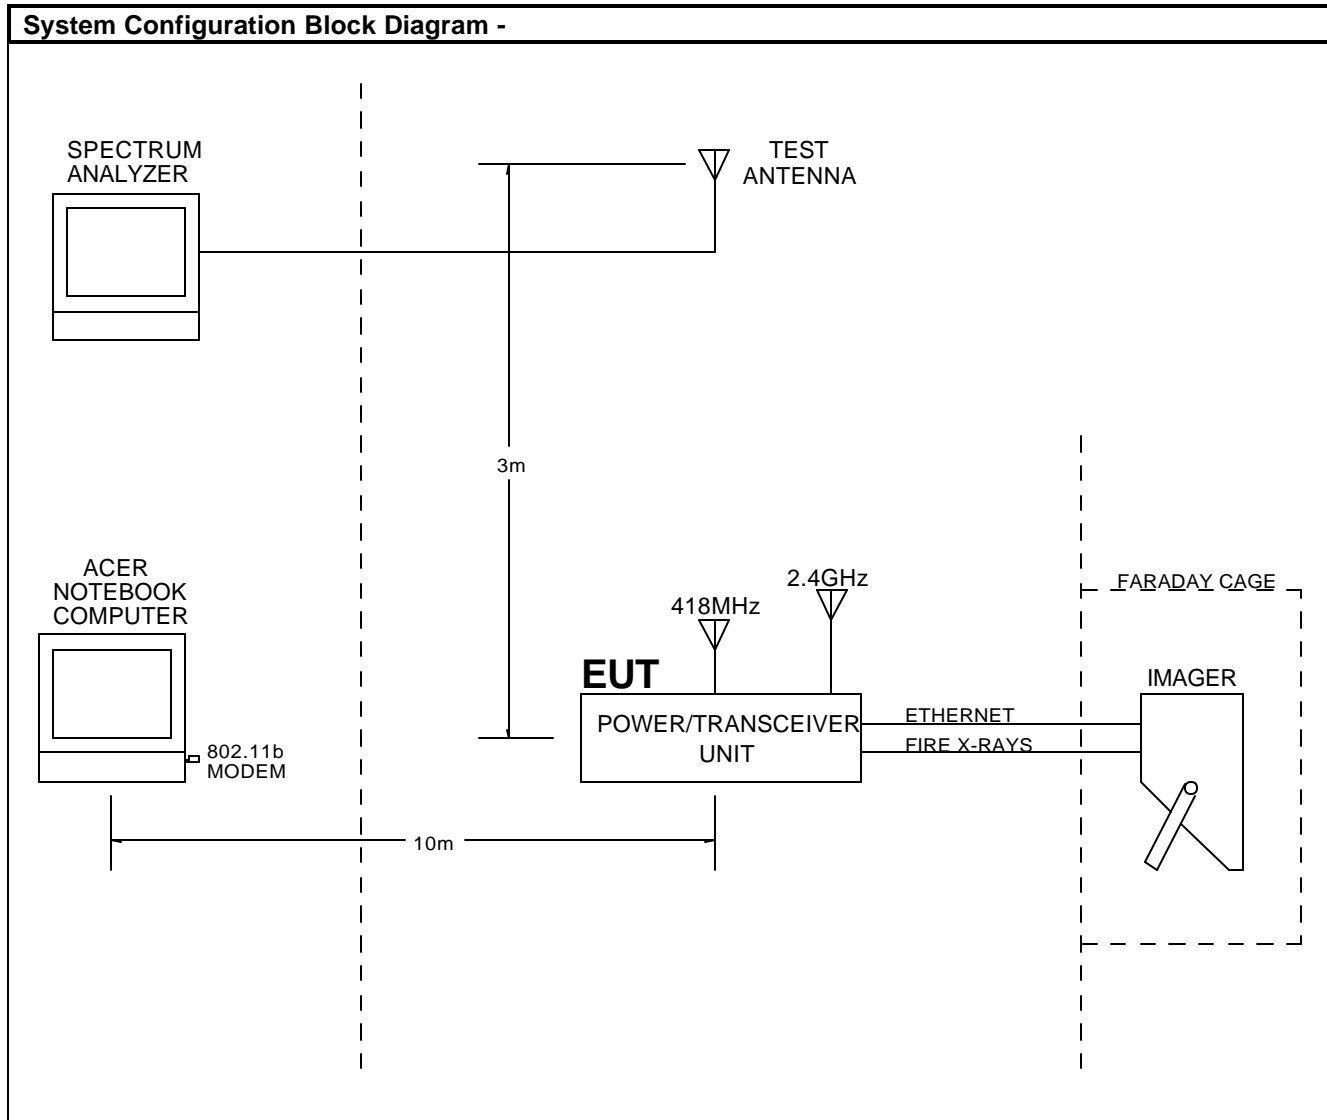 System Configuration Block Diagram -
SPECTRUM
ANALYZER
TEST
ANTENNA
3m
ACER
NOTEBOOK
COMPUTER
802.11b
MODEM
10m
418MHz
2.4GHz
EUT
POWER/TRANSCEIVER
UNIT
ETHERNET
FIRE X-RAYS
FARADAY CAGE
IMAGER